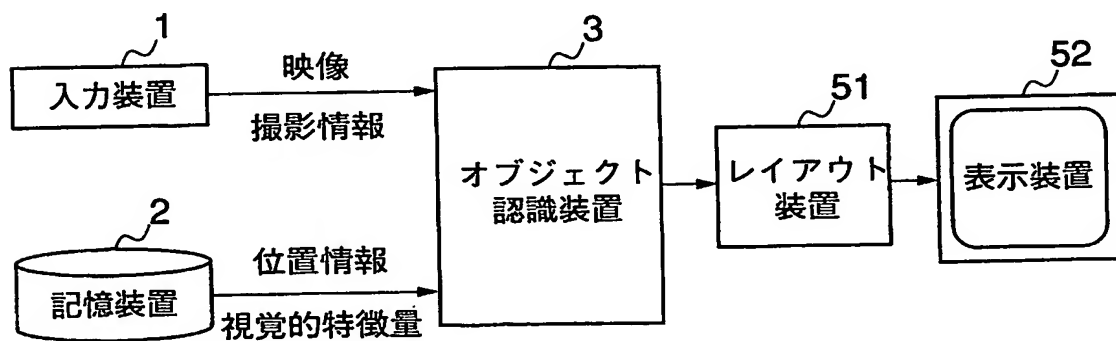 1
入力装置
映像
撮影情報
2
記憶装置
位置情報
視覚的特徴量
3
オブジェクト
認識装置
51
レイアウト
装置
52
表示装置